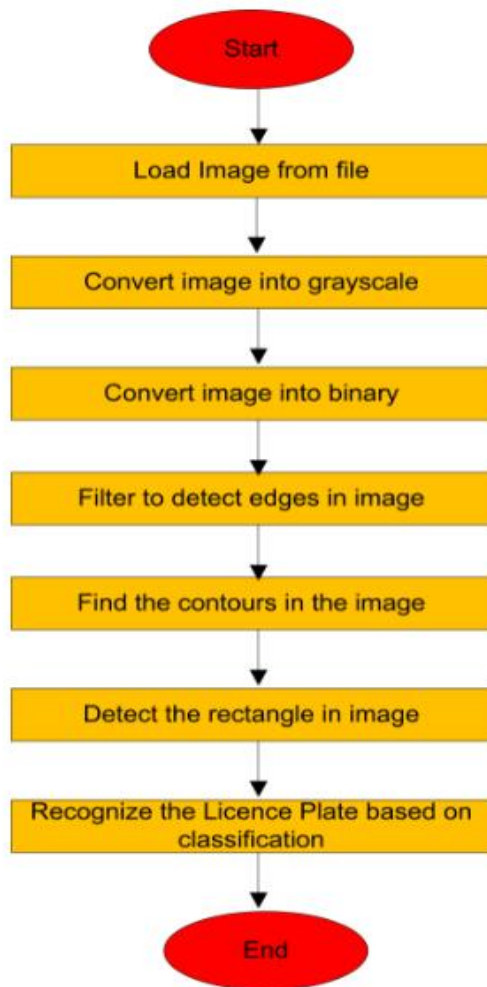 Start
Load Image from file
Convert image into grayscale
Convert image into binary
Filter to detect edges in image
Find the contours in the image
Detect the rectangle in image
Recognize the Licence Plate based on
classification
End